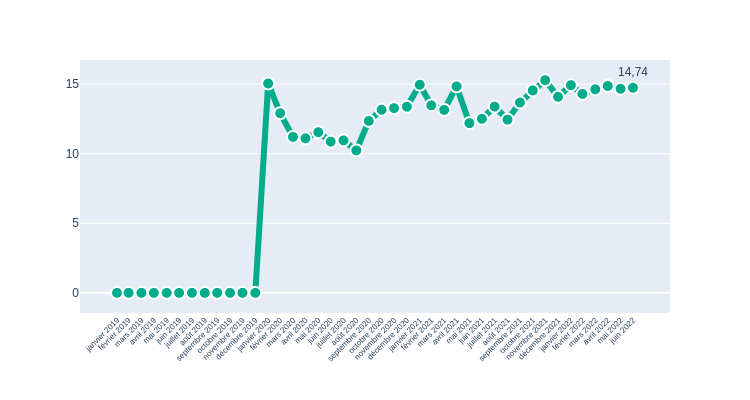 14,74
15
10
5
0
janvier 2019
février 2019
mars 2019
avril 2019
mai 2019
juin 2019
juillet 2019
août 2019
septembre 2019
octobre 2019
novembre 2019
décembre 2019
janvier 2020
février 2020
mars 2020
avril 2020
mai 2020
juin 2020
juillet 2020
août 2020
septembre 2020
octobre 2020
novembre 2020
décembre 2020
janvier 2021
février 2021
mars 2021
avril 2021
mai 2021
juin 2021
juillet 2021
août 2021
septembre 2021
octobre 2021
novembre 2021
décembre 2021
janvier 2022
février 2022
mars 2022
avril 2022
mai 2022
juin 2022